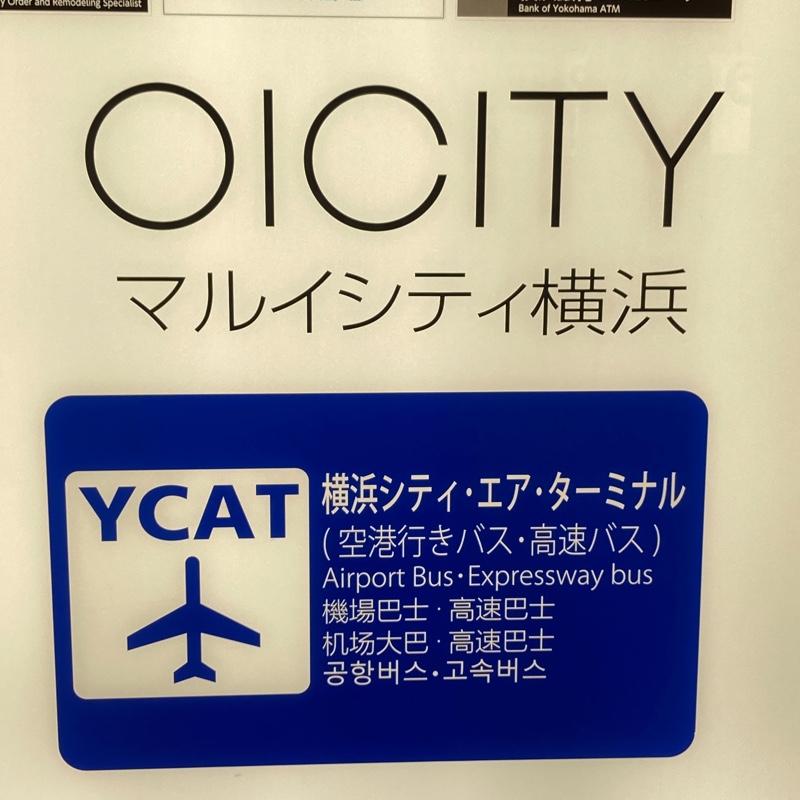 y Order and Remodeling Specialist
Bank of Yokohama ATM
OICITY
マルイシティ横浜
YCAT
横浜シティ・エア・ターミナル
(空港行きバス・高速バス)
Airport Bus・Expressway bus
機場巴士・高速巴士
机场大巴・高速巴士
공항버스・고속버스